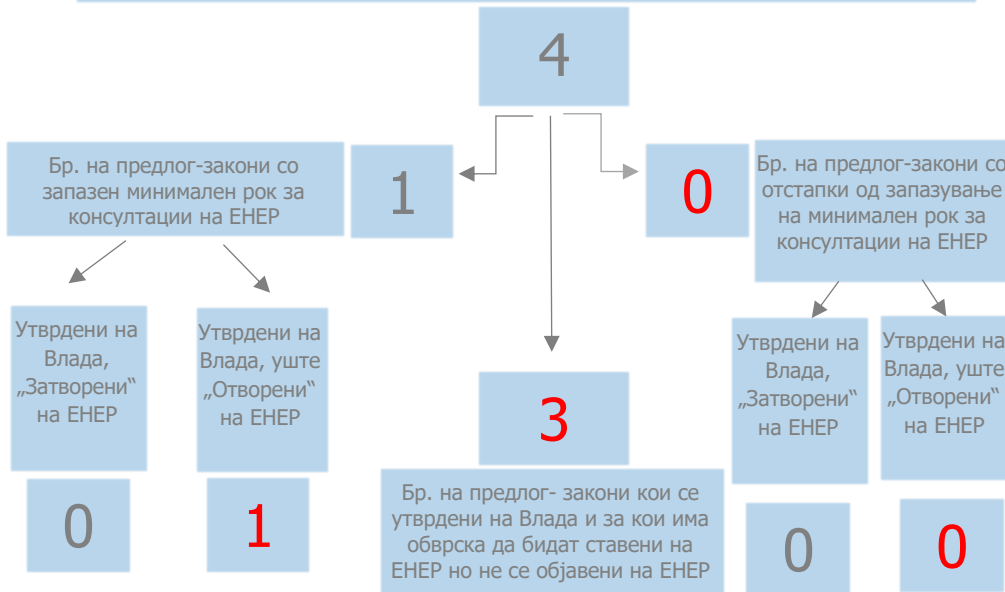 4
Бр. на предлог-закони со
запазен минимален рок за
консултации на ЕНЕР
1
0
Бр. на предлог-закони со
отстапки од запазување
на минимален рок за
консултации на ЕНЕР
Утврдени на
Влада,
„Затворени“
на ЕНЕР
Утврдени на
Влада, уште
„Отворени“
на ЕНЕР
3
Утврдени на
Влада,
„Затворени“
на ЕНЕР
Утврдени на
Влада, уште
„Отворени“
на ЕНЕР
0
1
Бр. на предлог- закони кои се
утврдени на Влада и за кои има
обврска да бидат ставени на
ЕНЕР но не се објавени на ЕНЕР
0
0